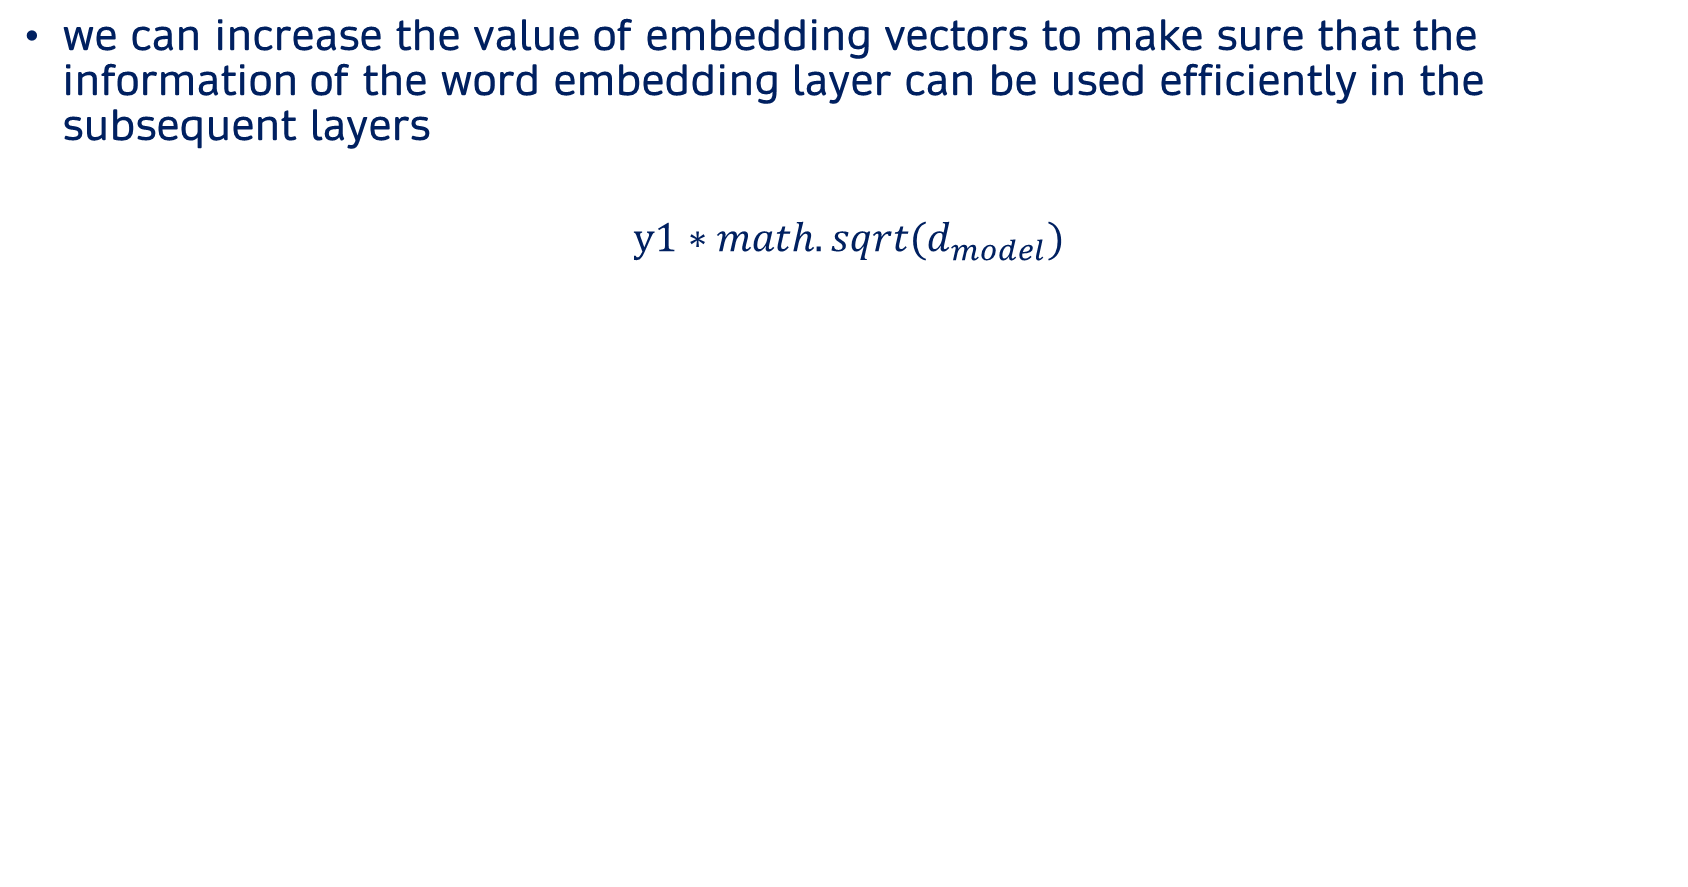 • we can increase the value of embedding vectors to make sure that the
information of the word embedding layer can be used efficiently in the
subsequent layers
y1 ∗ math. sqrt(d_model)